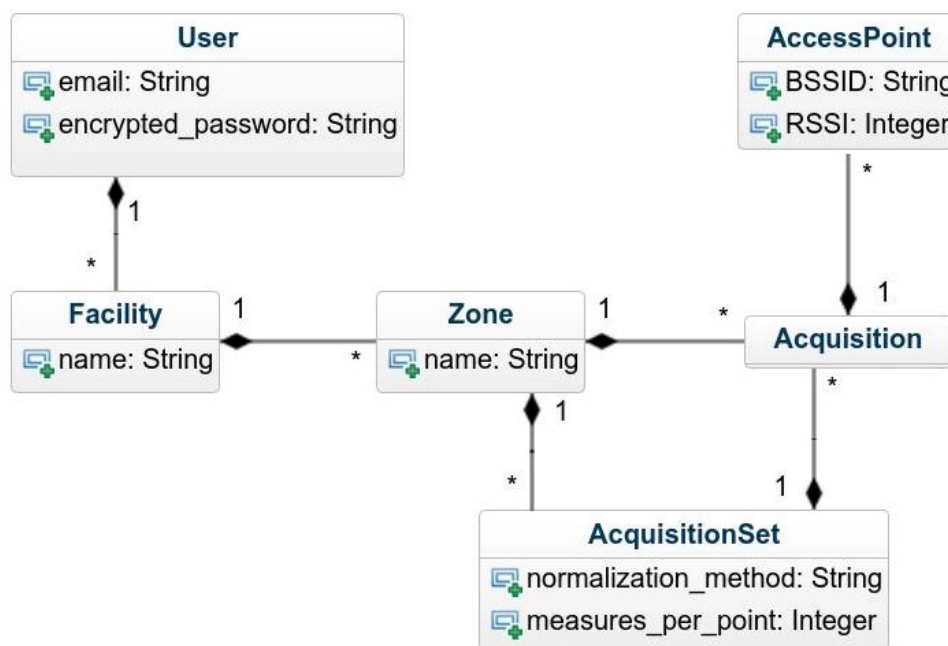 User
email: String
encrypted_password: String
AccessPoint
BSSID: String
RSSI: Integer
1
*
*
1
Facility
name: String
1
*
Zone
name: String
1
*
Acquisition
1
*
*
1
AcquisitionSet
normalization_method: String
measures_per_point: Integer